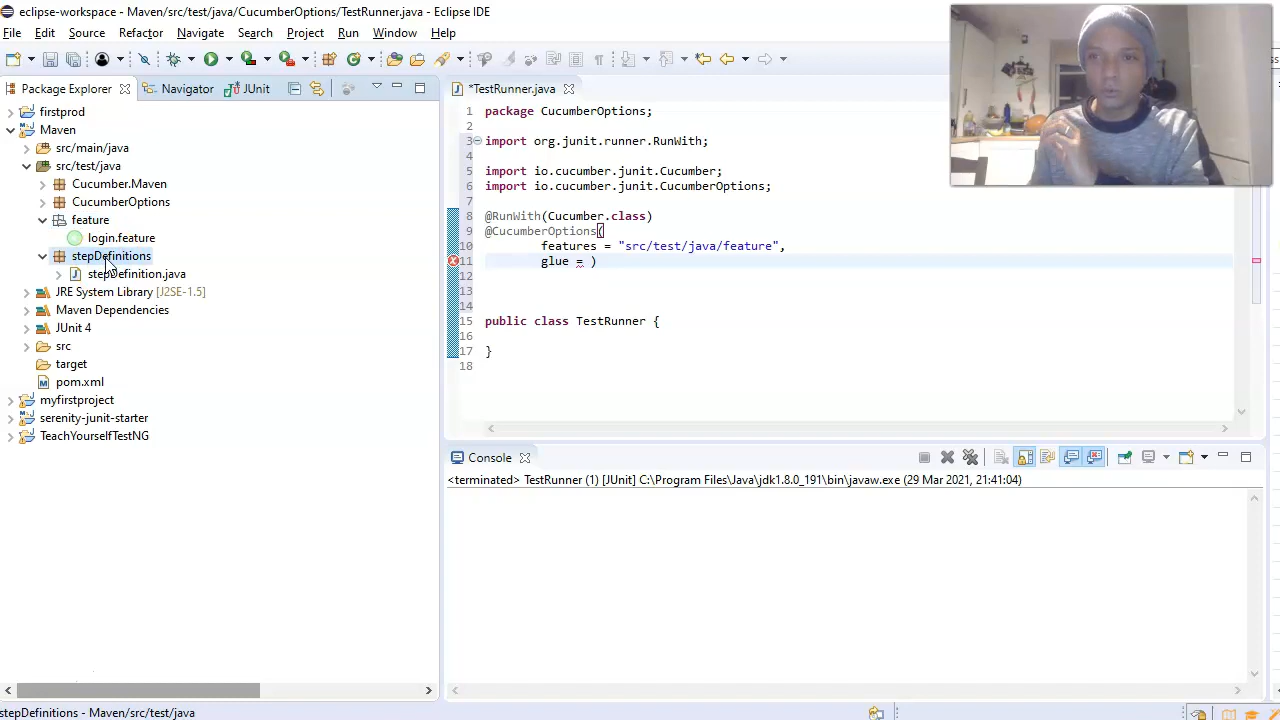 eclipse-workspace - Maven/src/test/java/CucumberOptions/TestRunner.java - Eclipse IDE
File Edit Source Refactor Navigate Search Project Run Window Help
Package Explorer Navigator JUnit
firstprod
Maven
src/main/java
src/test/java
Cucumber.Maven
CucumberOptions
feature
login.feature
stepDefinitions
stepDefinition.java
JRE System Library [J2SE-1.5]
Maven Dependencies
JUnit 4
src
target
pom.xml
myfirstproject
serenity-junit-starter
TeachYourselfTestNG
*TestRunner.java
1 package CucumberOptions;
2
3 import org.junit.runner.RunWith;
4
5 import io.cucumber.junit.Cucumber;
6 import io.cucumber.junit.CucumberOptions;
7
8 @RunWith(Cucumber.class)
9 @CucumberOptions(
10 features = "src/test/java/feature",
11 glue = )
12
13
14
15 public class TestRunner {
16
17 }
18
Console
<terminated> TestRunner (1) [JUnit] C:\Program Files\Java\jdk1.8.0_191\bin\javaw.exe (29 Mar 2021, 21:41:04)
stepDefinitions - Maven/src/test/java